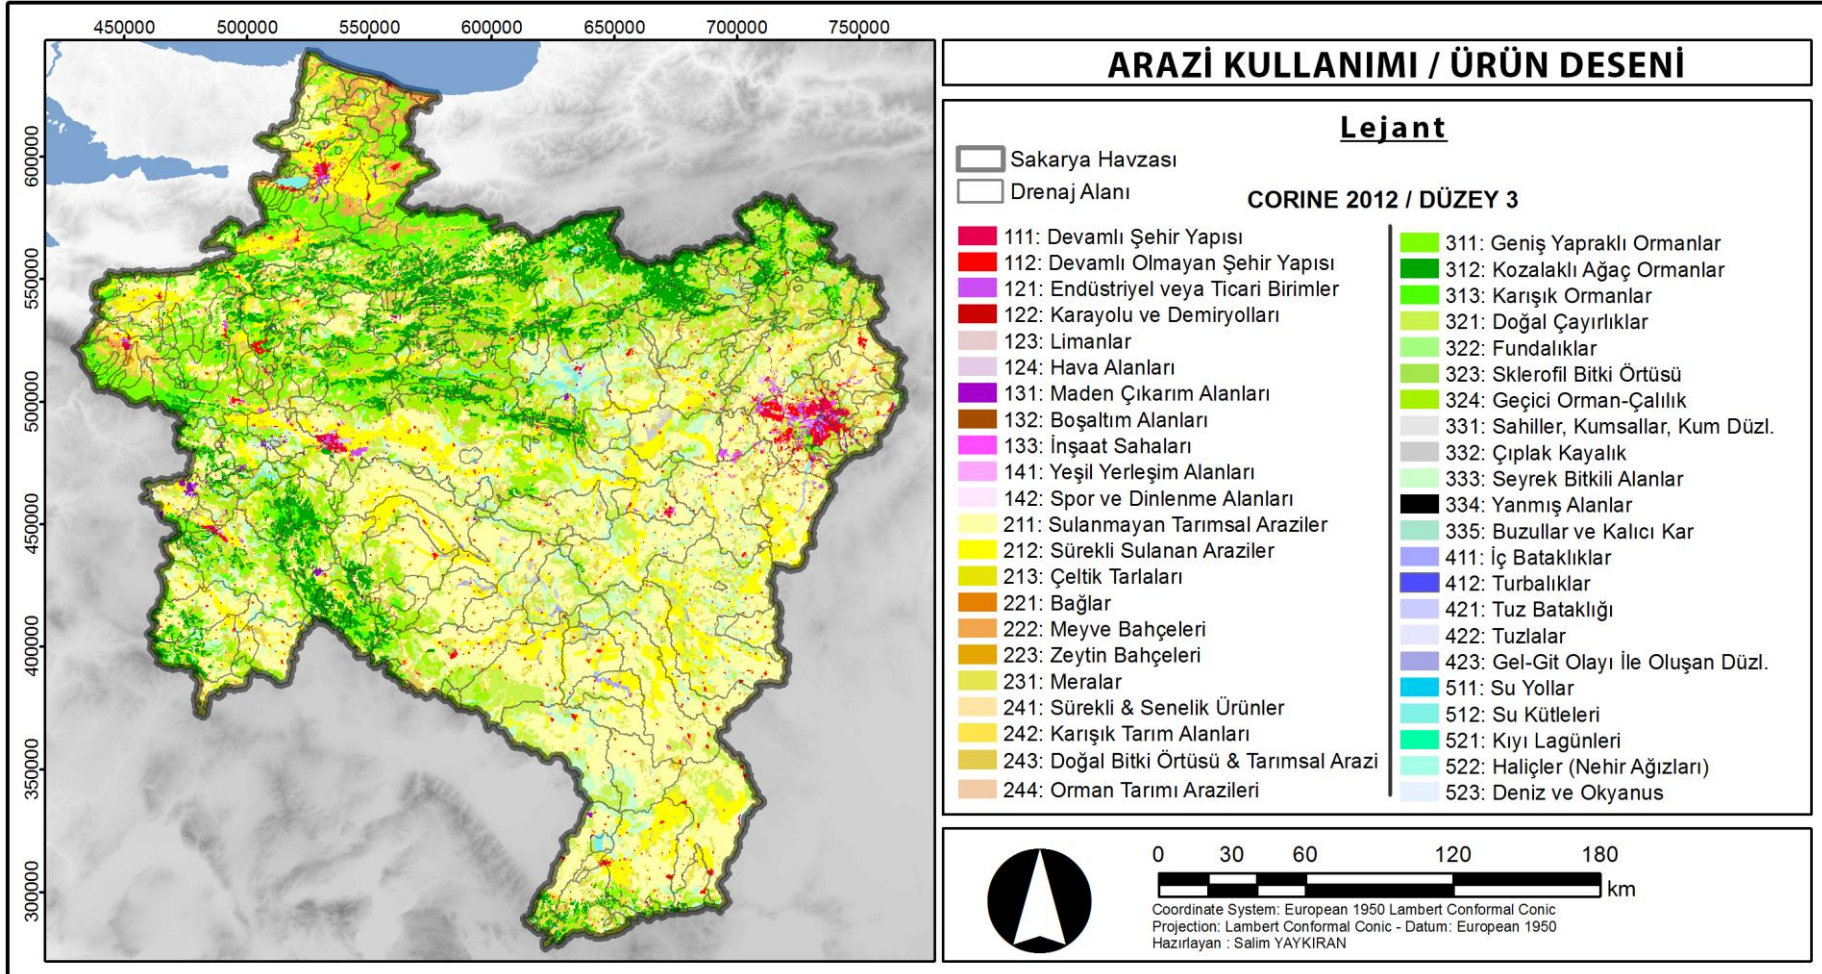 450000 500000 550000 600000 650000 700000 750000
600000
550000
500000
450000
400000
350000
300000
ARAZİ KULLANIMI / ÜRÜN DESENİ
Lejant
Sakarya Havzası
Drenaj Alanı
CORINE 2012 / DÜZEY 3
111: Devamlı Şehir Yapısı
112: Devamlı Olmayan Şehir Yapısı
121: Endüstriyel veya Ticari Birimler
122: Karayolu ve Demiryolları
123: Limanlar
124: Hava Alanları
131: Maden Çıkarım Alanları
132: Boşaltım Alanları
133: İnşaat Sahaları
141: Yeşil Yerleşim Alanları
142: Spor ve Dinlenme Alanları
211: Sulanmayan Tarımsal Araziler
212: Sürekli Sulanan Araziler
213: Çeltik Tarlaları
221: Bağlar
222: Meyve Bahçeleri
223: Zeytin Bahçeleri
231: Meralar
241: Sürekli & Senelik Ürünler
242: Karışık Tarım Alanları
243: Doğal Bitki Örtüsü & Tarımsal Arazi
244: Orman Tarımı Arazileri
311: Geniş Yapraklı Ormanlar
312: Kozalaklı Ağaç Ormanlar
313: Karışık Ormanlar
321: Doğal Çayırlıklar
322: Fundalıklar
323: Sklerofil Bitki Örtüsü
324: Geçici Orman-Çalılık
331: Sahiller, Kumsallar, Kum Düzl.
332: Çıplak Kayalık
333: Seyrek Bitkili Alanlar
334: Yanmış Alanlar
335: Buzullar ve Kalıcı Kar
411: İç Bataklıklar
412: Turbalıklar
421: Tuz Bataklığı
422: Tuzlalar
423: Gel-Git Olayı İle Oluşan Düzl.
511: Su Yollar
512: Su Kütleleri
521: Kıyı Lagünleri
522: Haliçler (Nehir Ağızları)
523: Deniz ve Okyanus
0 30 60 120 180
km
Coordinate System: European 1950 Lambert Conformal Conic
Projection: Lambert Conformal Conic - Datum: European 1950
Hazırlayan : Salim YAYKIRAN